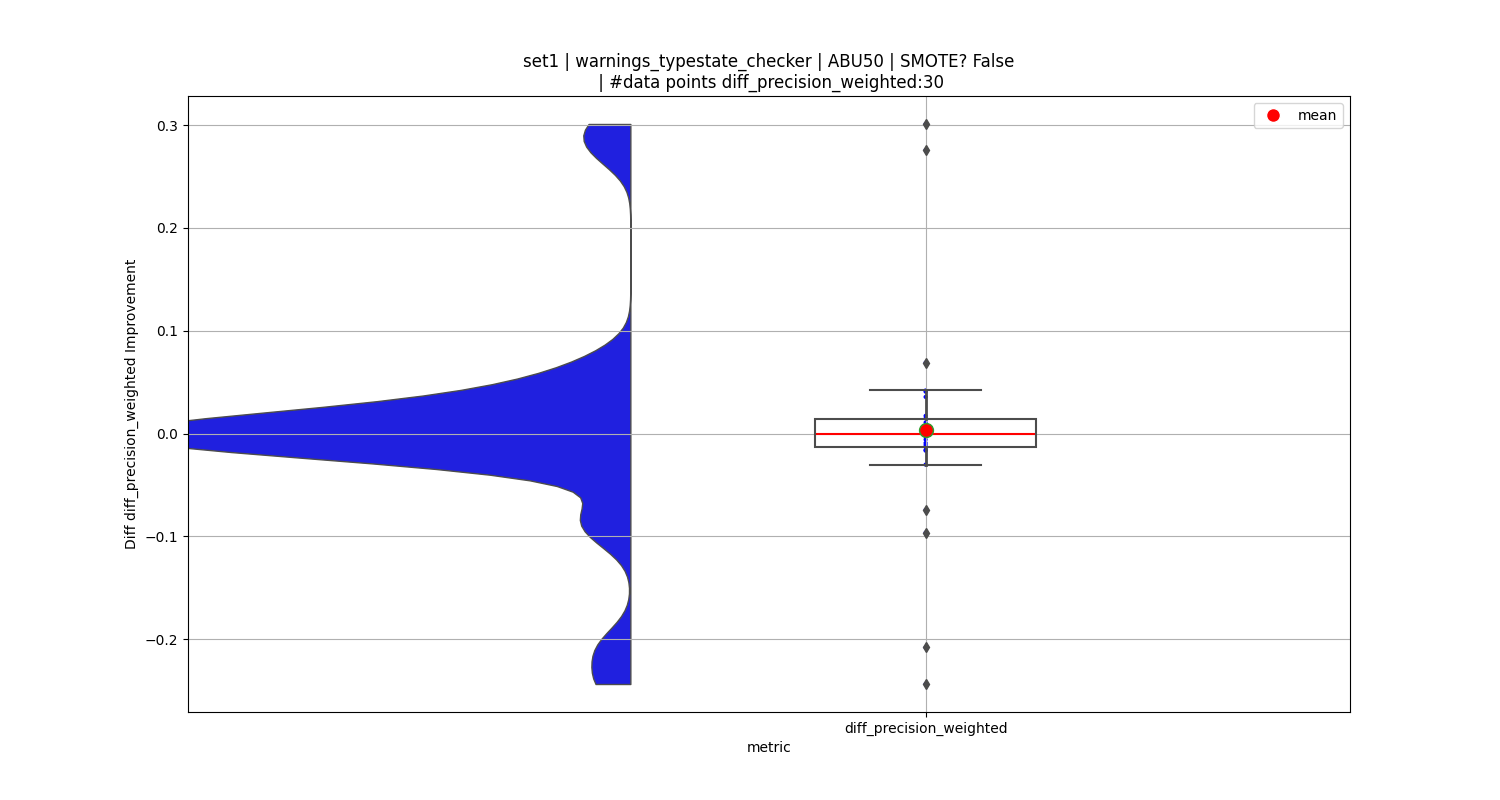 set1 | warnings_typestate_checker | ABU50 | SMOTE? False
| #data points diff_precision_weighted:30
mean
0.3
0.2
0.1
0.0
−0.1
−0.2
Diff diff_precision_weighted Improvement
diff_precision_weighted
metric